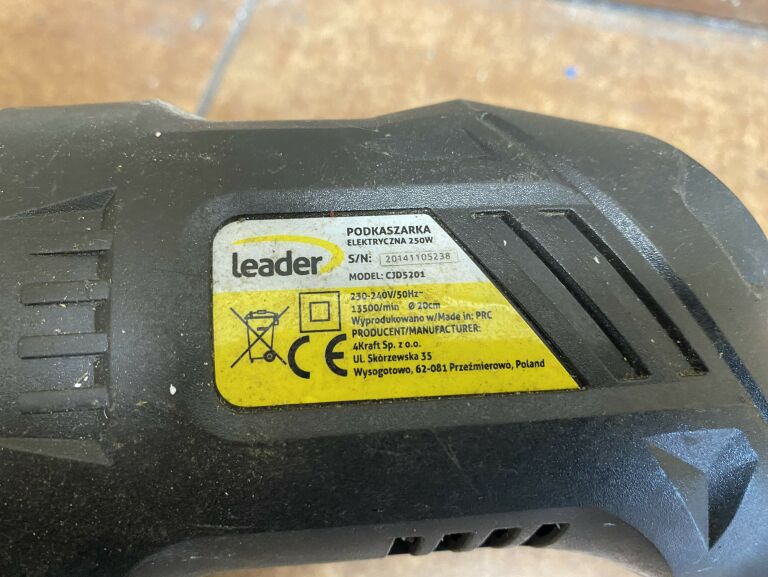 leader
PODKASZARKA
ELEKTRYCZNA 250W
S/N: 20141105238
MODEL: CJD5201
230-240V/50Hz~
13500/min¹ Ø 20cm
Wyprodukowano w/Made in: PRC
PRODUCENT/MANUFACTURER:
4Kraft Sp. z o.o.
Ul. Skórzewska 35
Wysogotowo, 62-081 Przeźmierowo, Poland
CE